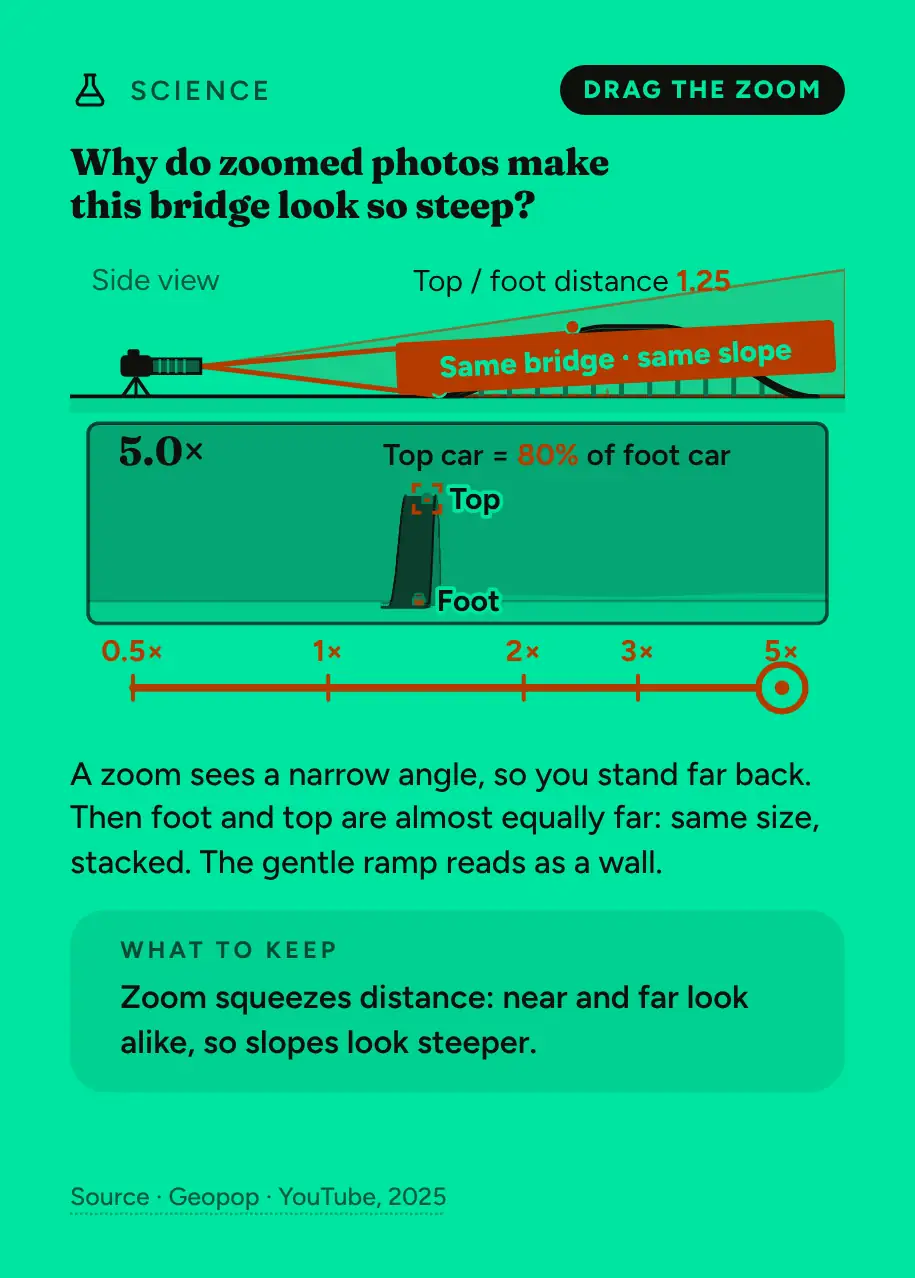 SCIENCE
DRAG THE ZOOM
Why do zoomed photos make
this bridge look so steep?
Side view
Top / foot distance 1.25
Same bridge · same slope
5.0×
Top car = 80% of foot car
Top
Foot
0.5× 1× 2× 3× 5×
A zoom sees a narrow angle, so you stand far back.
Then foot and top are almost equally far: same size,
stacked. The gentle ramp reads as a wall.
WHAT TO KEEP
Zoom squeezes distance: near and far look
alike, so slopes look steeper.
Source · Geopop · YouTube, 2025